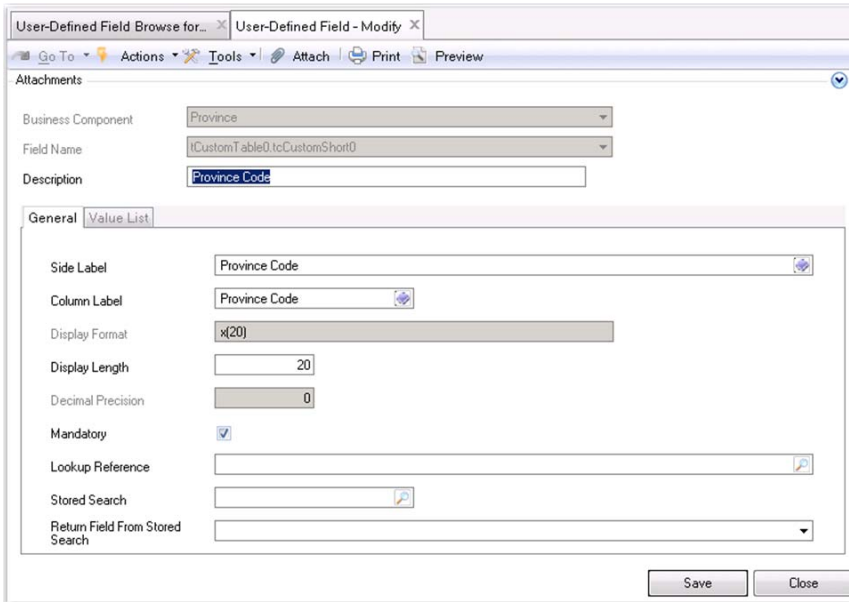 User-Defined Field Browse for...
User-Defined Field - Modify
Go To Actions Tools Attach Print Preview
Attachments
Business Component Province
Field Name tCustomTable0.tcCustomShort0
Description Province Code
General Value List
Side Label Province Code
Column Label Province Code
Display Format x(20)
Display Length 20
Decimal Precision 0
Mandatory
Lookup Reference
Stored Search
Return Field From Stored
Search
Save Close